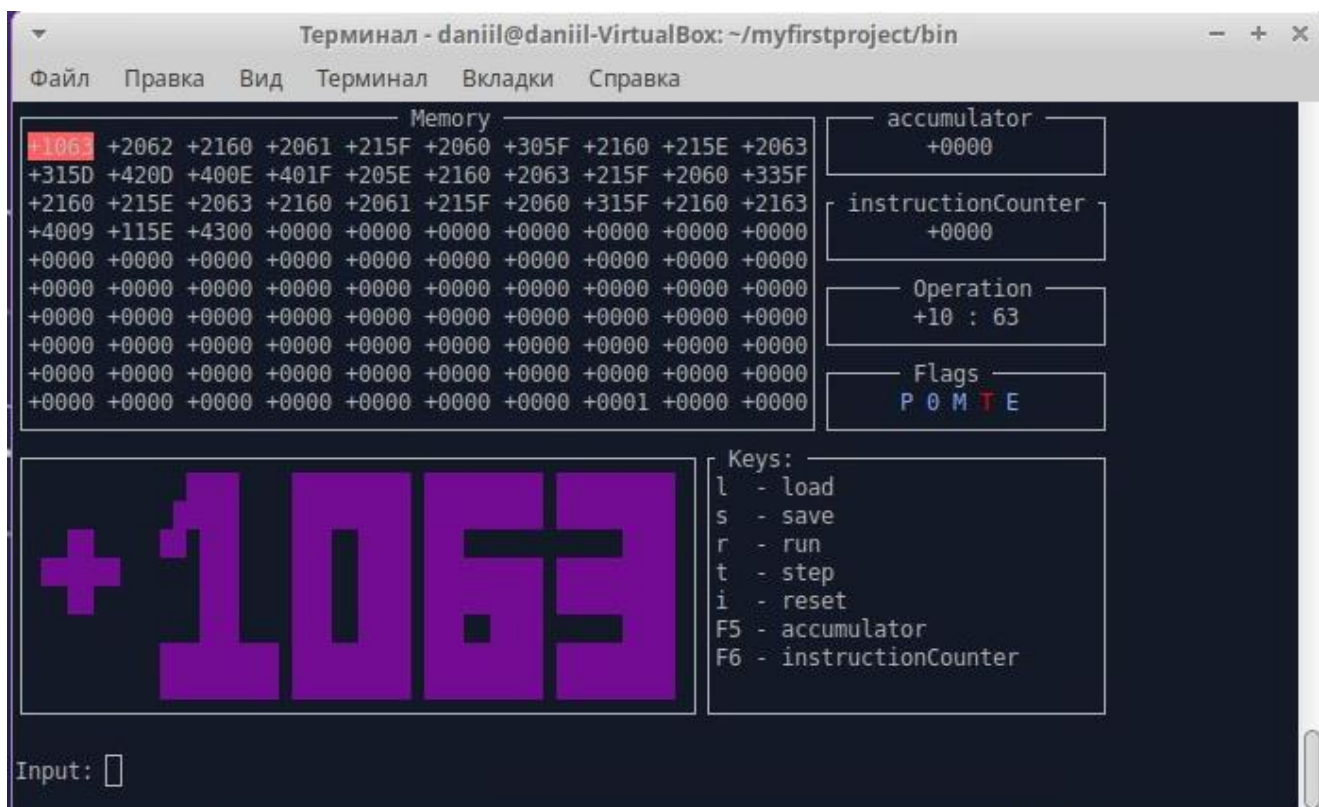 Терминал - daniil@daniil-VirtualBox: ~/myfirstproject/bin
Файл Правка Вид Терминал Вкладки Справка
Memory
+1063 +2062 +2160 +2061 +215F +2060 +305F +2160 +215E +2063
+315D +420D +400E +401F +205E +2160 +2063 +215F +2060 +335F
+2160 +215E +2063 +2160 +2061 +215F +2060 +315F +2160 +2163
+4009 +115E +4300 +0000 +0000 +0000 +0000 +0000 +0000 +0000
+0000 +0000 +0000 +0000 +0000 +0000 +0000 +0000 +0000 +0000
+0000 +0000 +0000 +0000 +0000 +0000 +0000 +0000 +0000 +0000
+0000 +0000 +0000 +0000 +0000 +0000 +0000 +0000 +0000 +0000
+0000 +0000 +0000 +0000 +0000 +0000 +0000 +0000 +0000 +0000
+0000 +0000 +0000 +0000 +0000 +0000 +0000 +0000 +0000 +0000
+0000 +0000 +0000 +0000 +0000 +0000 +0000 +0001 +0000 +0000
accumulator
+0000
instructionCounter
+0000
Operation
+10 : 63
Flags
P 0 M T E
+1063
Keys:
l - load
s - save
r - run
t - step
i - reset
F5 - accumulator
F6 - instructionCounter
Input: